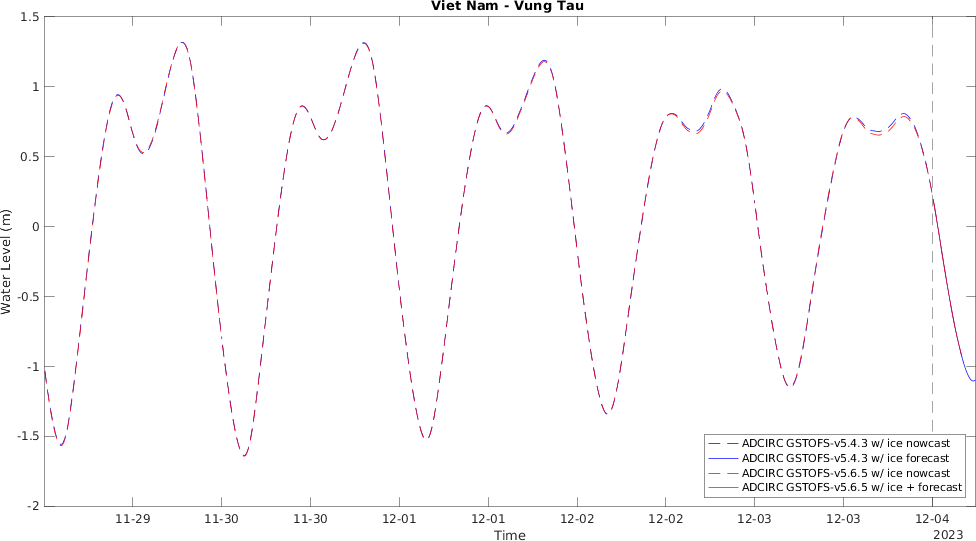 Viet Nam - Vung Tau
1.5
1
0.5
0
-0.5
-1
-1.5
-2
Water Level (m)
11-29
11-30
11-30
12-01
12-01
12-02
12-02
12-03
12-03
12-04
2023
Time
ADCIRC GSTOFS-v5.4.3 w/ ice nowcast
ADCIRC GSTOFS-v5.4.3 w/ ice forecast
ADCIRC GSTOFS-v5.6.5 w/ ice nowcast
ADCIRC GSTOFS-v5.6.5 w/ ice + forecast